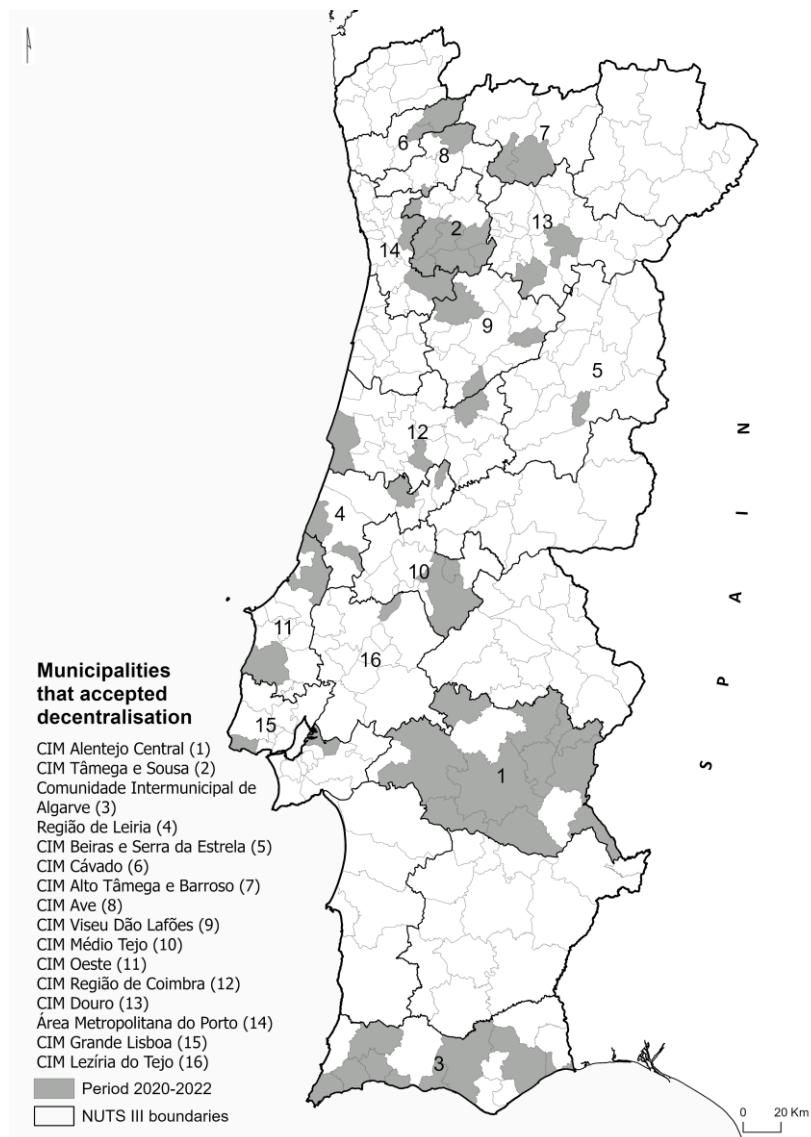 6
7
8
2
13
14
9
5
12
4
10
11
16
15
1
3
S P A I N
Municipalities
that accepted
decentralisation
CIM Alentejo Central (1)
CIM Tâmega e Sousa (2)
Comunidade Intermunicipal de
Algarve (3)
Região de Leiria (4)
CIM Beiras e Serra da Estrela (5)
CIM Cávado (6)
CIM Alto Tâmega e Barroso (7)
CIM Ave (8)
CIM Viseu Dão Lafões (9)
CIM Médio Tejo (10)
CIM Oeste (11)
CIM Região de Coimbra (12)
CIM Douro (13)
Área Metropolitana do Porto (14)
CIM Grande Lisboa (15)
CIM Lezíria do Tejo (16)
Period 2020-2022
NUTS III boundaries
0 20 Km